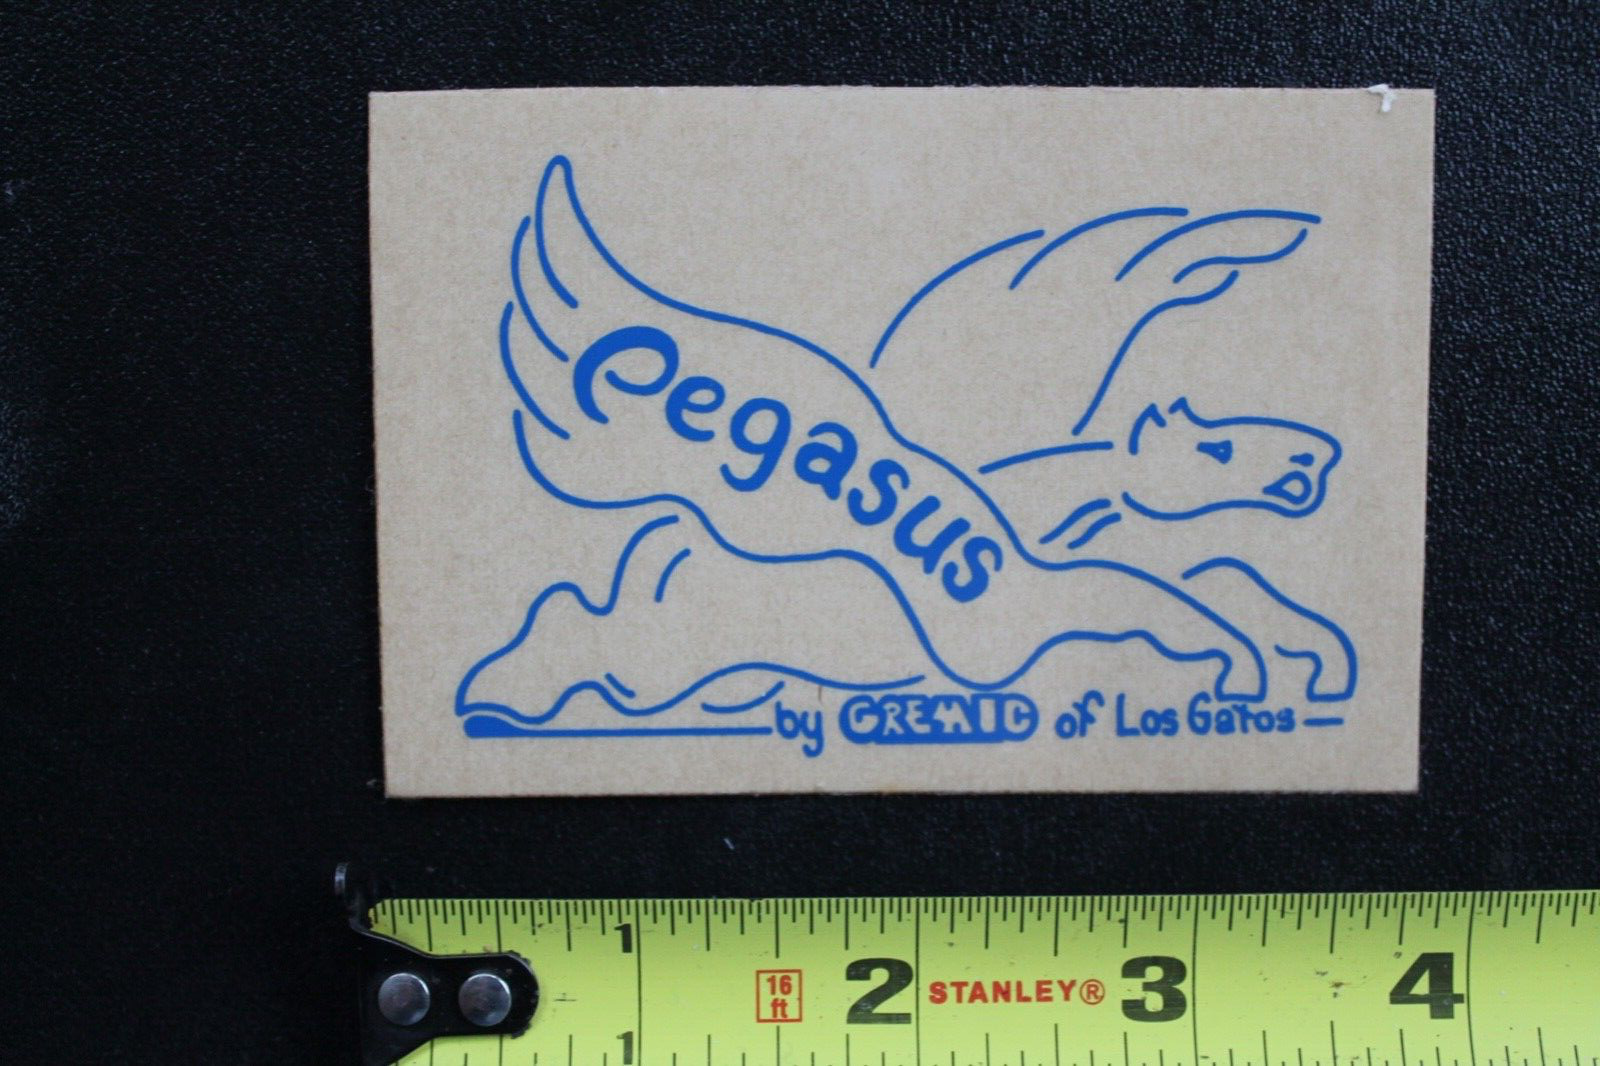 Pegasus
by GREMIC of Los Gatos
1 2 3 4
16
ft
STANLEY®
1